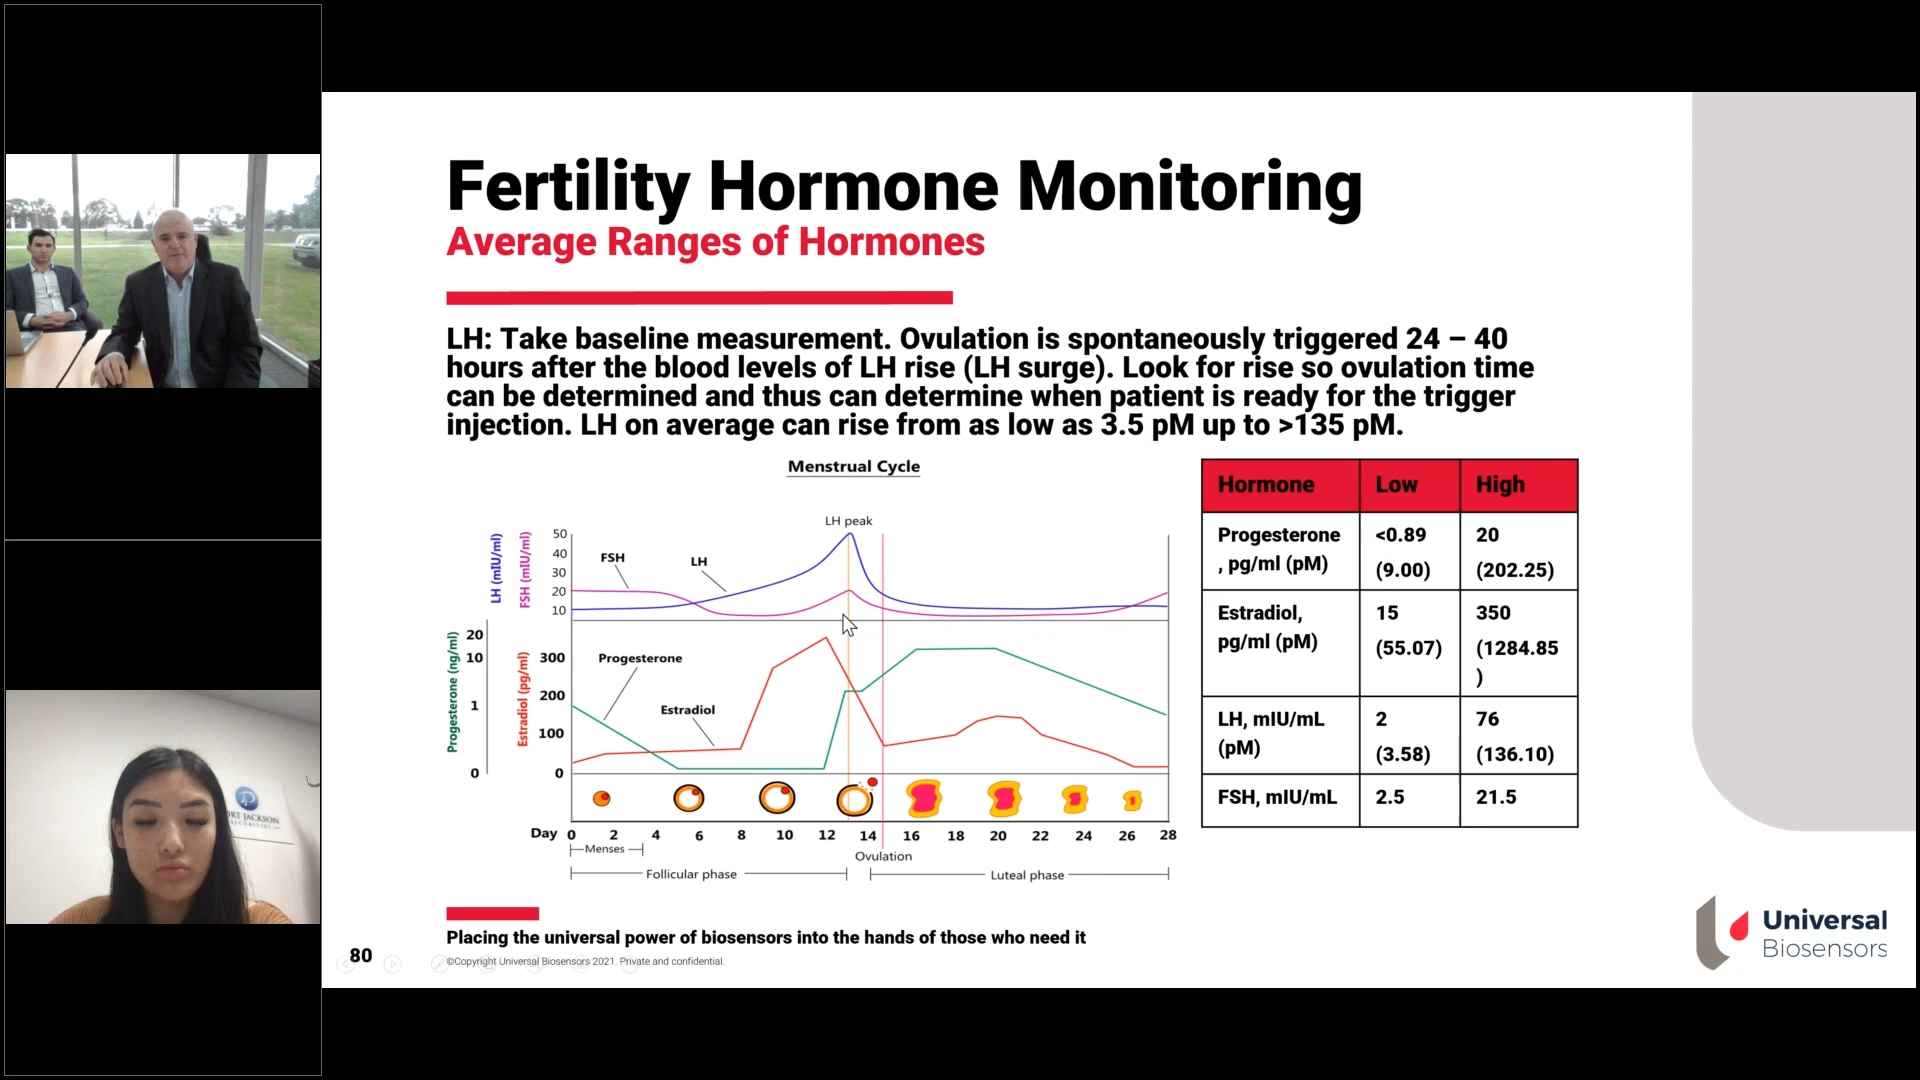 Fertility Hormone Monitoring
Average Ranges of Hormones
LH: Take baseline measurement. Ovulation is spontaneously triggered 24 – 40
hours after the blood levels of LH rise (LH surge). Look for rise so ovulation time
can be determined and thus can determine when patient is ready for the trigger
injection. LH on average can rise from as low as 3.5 pM up to >135 pM.
Menstrual Cycle
LH peak
LH (mIU/ml)
FSH (mIU/ml)
50
40
30
20
10
FSH
LH
Progesterone (ng/ml)
20
10
1
0
Estradiol (pg/ml)
300
200
100
0
Progesterone
Estradiol
Day 0 2 4 6 8 10 12 14 16 18 20 22 24 26 28
Menses
Ovulation
Follicular phase
Luteal phase
Hormone Low High
Progesterone <0.89 20
, pg/ml (pM) (9.00) (202.25)
Estradiol, 15 350
pg/ml (pM) (55.07) (1284.85
)
LH, mIU/mL 2 76
(pM) (3.58) (136.10)
FSH, mIU/mL 2.5 21.5
Placing the universal power of biosensors into the hands of those who need it
80
©Copyright Universal Biosensors 2021. Private and confidential.
Universal
Biosensors
JACKSON